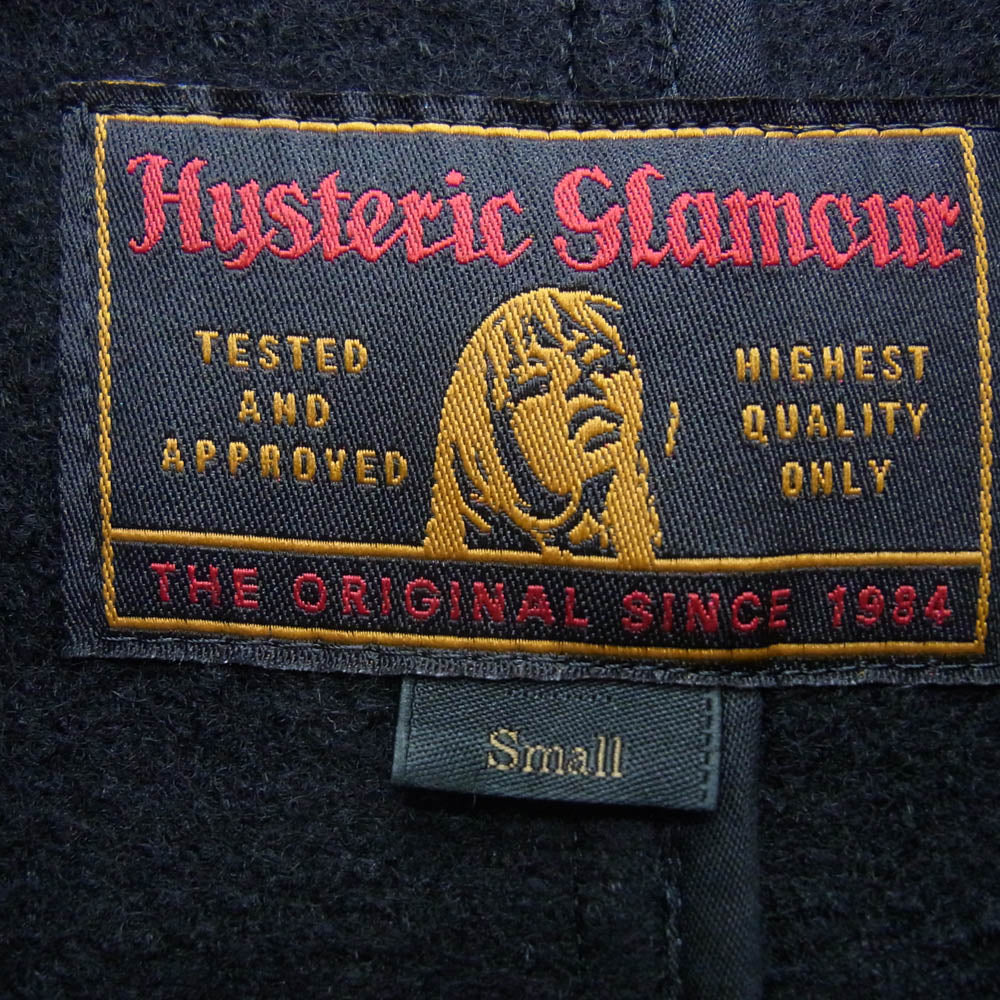 Hysteric Glamour
TESTED
AND
APPROVED
HIGHEST
QUALITY
ONLY
THE ORIGINAL SINCE 1984
Small